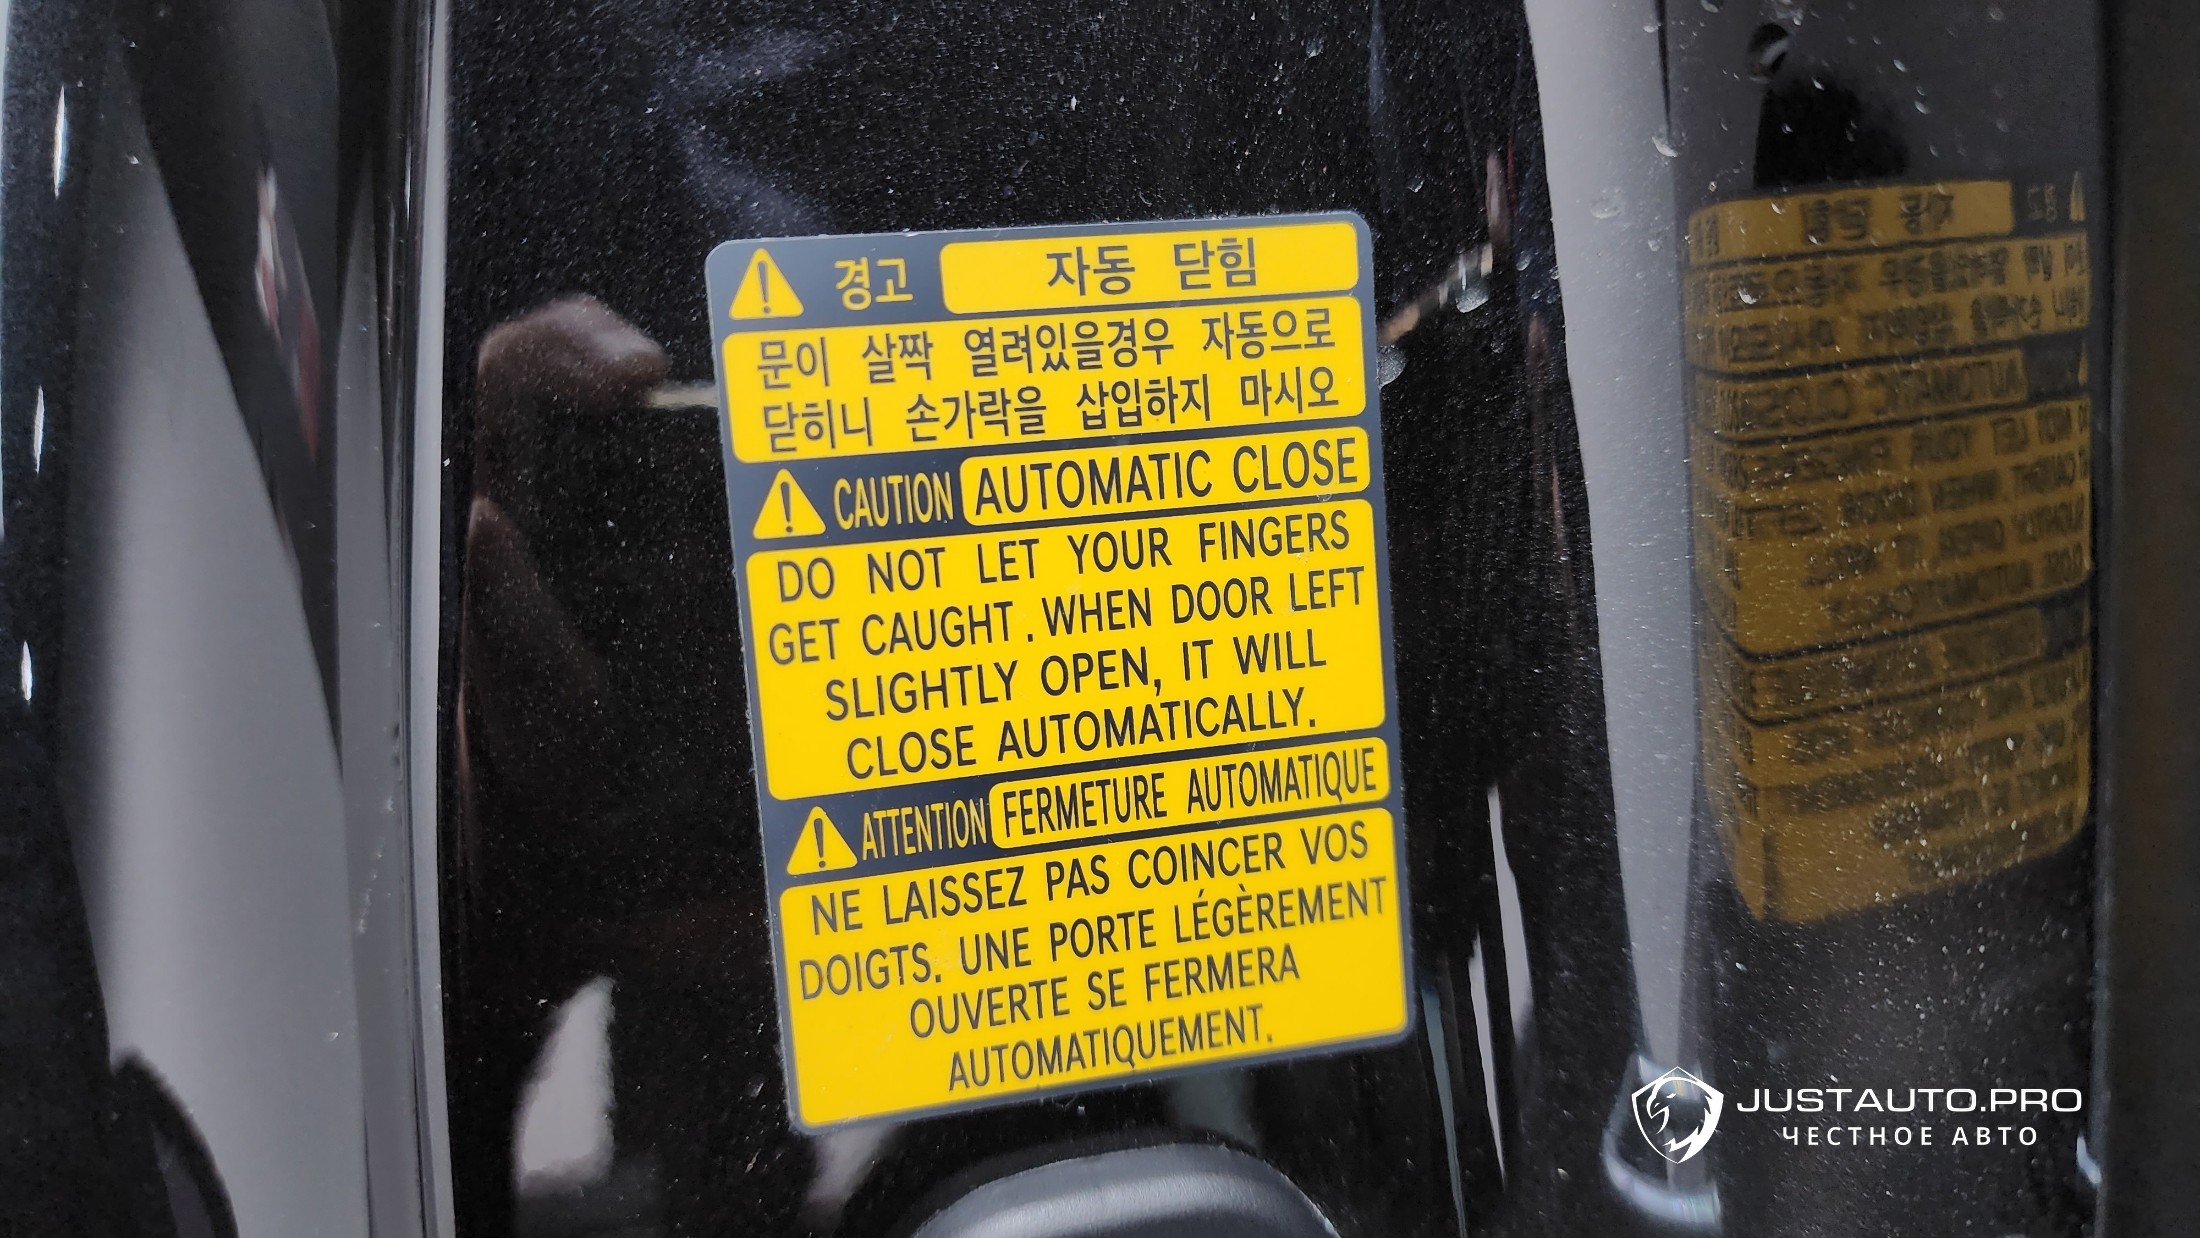 경고 자동 닫힘
문이 살짝 열려있을경우 자동으로
닫히니 손가락을 삽입하지 마시오
CAUTION AUTOMATIC CLOSE
DO NOT LET YOUR FINGERS
GET CAUGHT. WHEN DOOR LEFT
SLIGHTLY OPEN, IT WILL
CLOSE AUTOMATICALLY.
ATTENTION FERMETURE AUTOMATIQUE
NE LAISSEZ PAS COINCER VOS
DOIGTS. UNE PORTE LÉGÈREMENT
OUVERTE SE FERMERA
AUTOMATIQUEMENT.
JUSTAUTO.PRO
ЧЕСТНОЕ АВТО